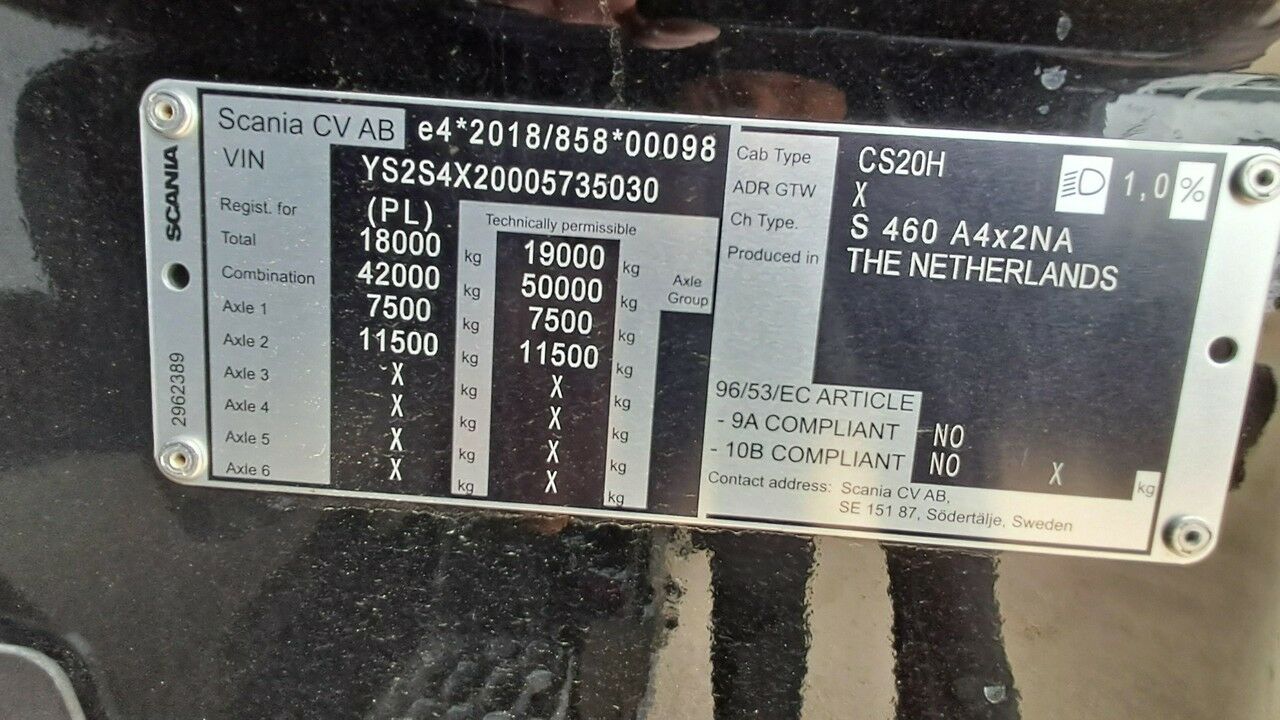 SCANIA
2962389
Scania CV AB e4*2018/858*00098
VIN YS2S4X20005735030
Regist. for (PL) Technically permissible
Total 18000 kg 19000 kg Axle Group
Combination 42000 kg 50000 kg
Axle 1 7500 kg 7500 kg
Axle 2 11500 kg 11500 kg
Axle 3 X kg X kg
Axle 4 X kg X kg
Axle 5 X kg X kg
Axle 6 X kg X kg
Cab Type CS20H 1,0 %
ADR GTW X
Ch Type. S 460 A4x2NA
Produced in THE NETHERLANDS
96/53/EC ARTICLE
- 9A COMPLIANT NO
- 10B COMPLIANT NO X kg
Contact address: Scania CV AB,
SE 151 87, Södertälje, Sweden